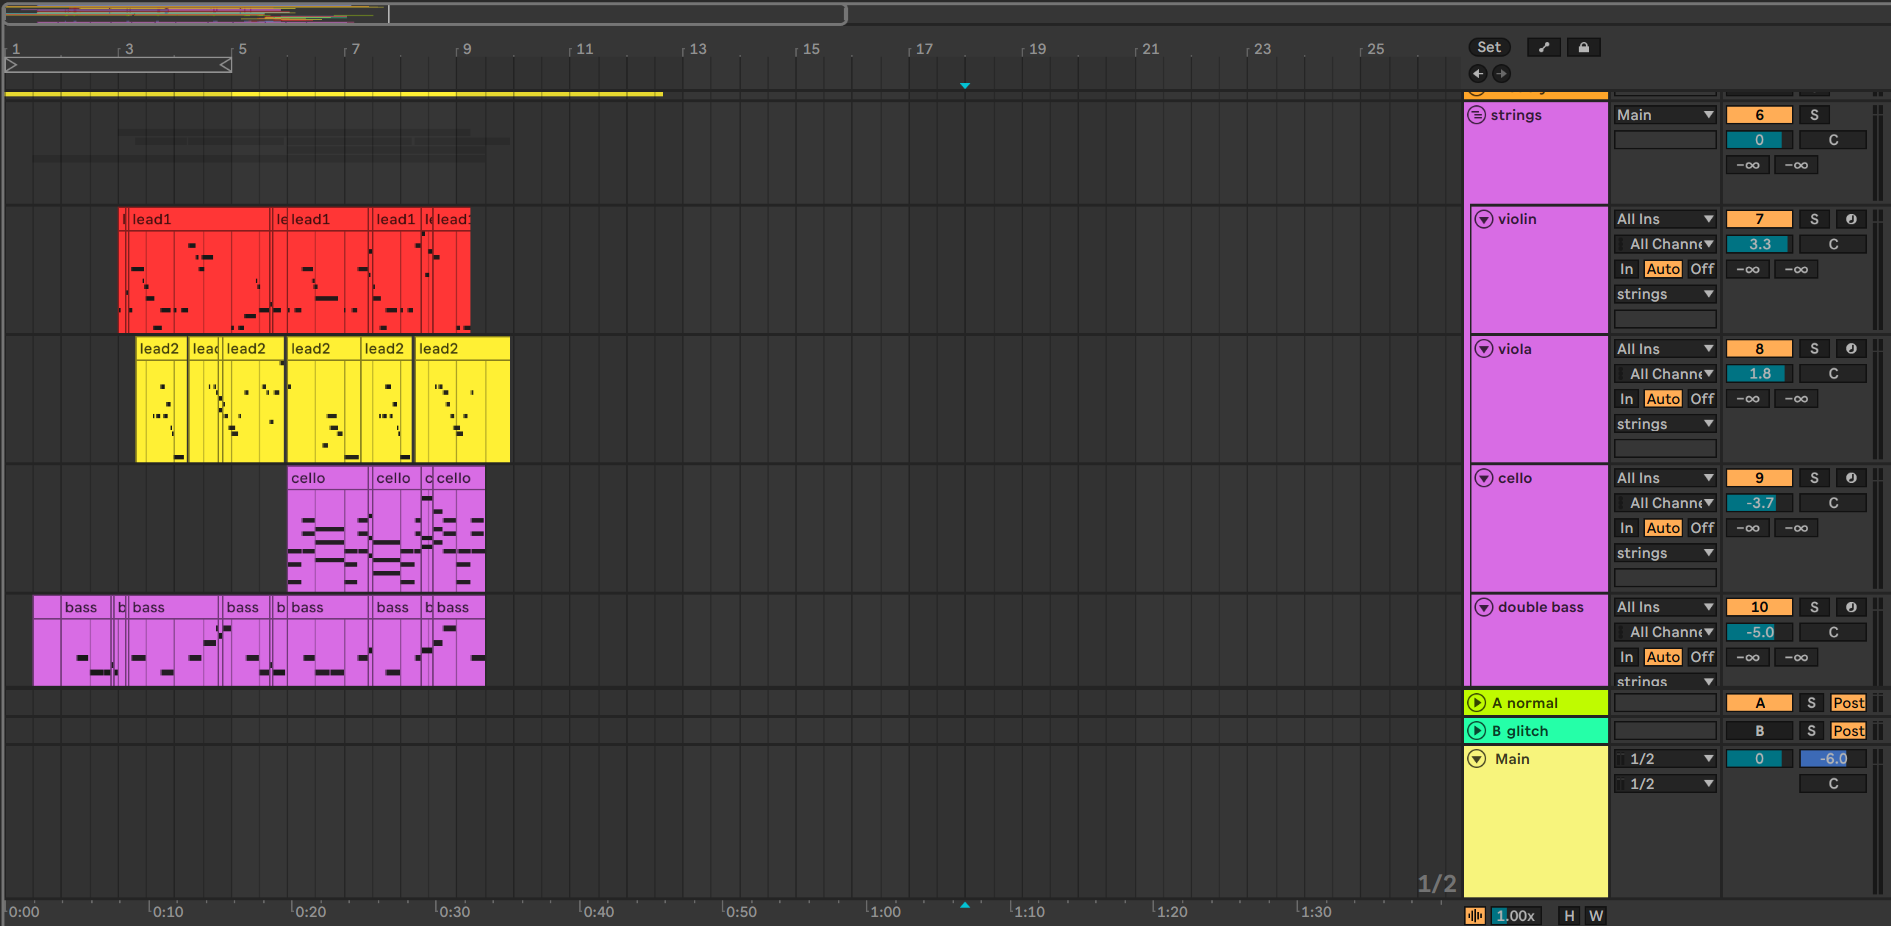 1 3 5 7 9 11 13 15 17 19 21 23 25 Set
strings Main 6 S
0 C
-∞ -∞
lead1 le lead1 lead1 le lead1 violin All Ins 7 S
All Channe 3.3 C
In Auto Off -∞ -∞
strings
lead2 lead lead2 lead2 lead2 lead2 viola All Ins 8 S
All Channe 1.8 C
In Auto Off -∞ -∞
strings
cello cello c cello cello All Ins 9 S
All Channe -3.7 C
In Auto Off -∞ -∞
strings
bass b bass bass b bass bass b bass double bass All Ins 10 S
All Channe -5.0 C
In Auto Off -∞ -∞
strings
A normal A S Post
B glitch B S Post
Main 1/2 0 -6.0
1/2 C
1/2
0:00 0:10 0:20 0:30 0:40 0:50 1:00 1:10 1:20 1:30 1.00x H W